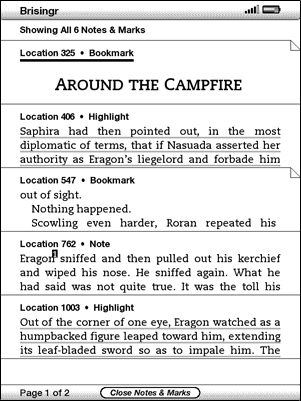 Brisingr
Showing All 6 Notes & Marks
Location 325 • Bookmark
AROUND THE CAMPFIRE
Location 406 • Highlight
Saphira had then pointed out, in the most
diplomatic of terms, that if Nasuada asserted her
authority as Eragon's liegelord and forbade him
Location 547 • Bookmark
out of sight.
Nothing happened.
Scowling even harder, Roran repeated his
Location 762 • Note
Eragon sniffed and then pulled out his kerchief
and wiped his nose. He sniffed again. What he
had said was not quite true. It was the toll his
Location 1003 • Highlight
Out of the corner of one eye, Eragon watched as a
humpbacked figure leaped toward him, extending
its leaf-bladed sword so as to impale him. The
Page 1 of 2
Close Notes & Marks